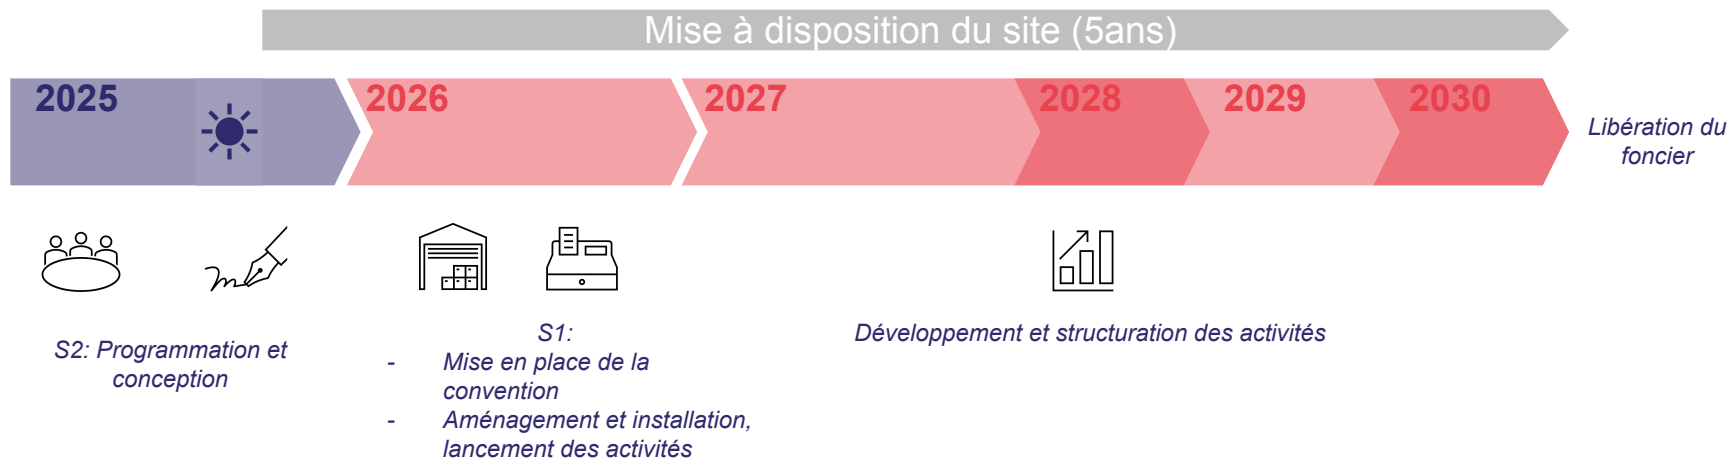 Mise à disposition du site (5ans)
2025
2026
2027
2028
2029
2030
Libération du
foncier
S2: Programmation et
conception
S1:
- Mise en place de la
convention
- Aménagement et installation,
lancement des activités
Développement et structuration des activités